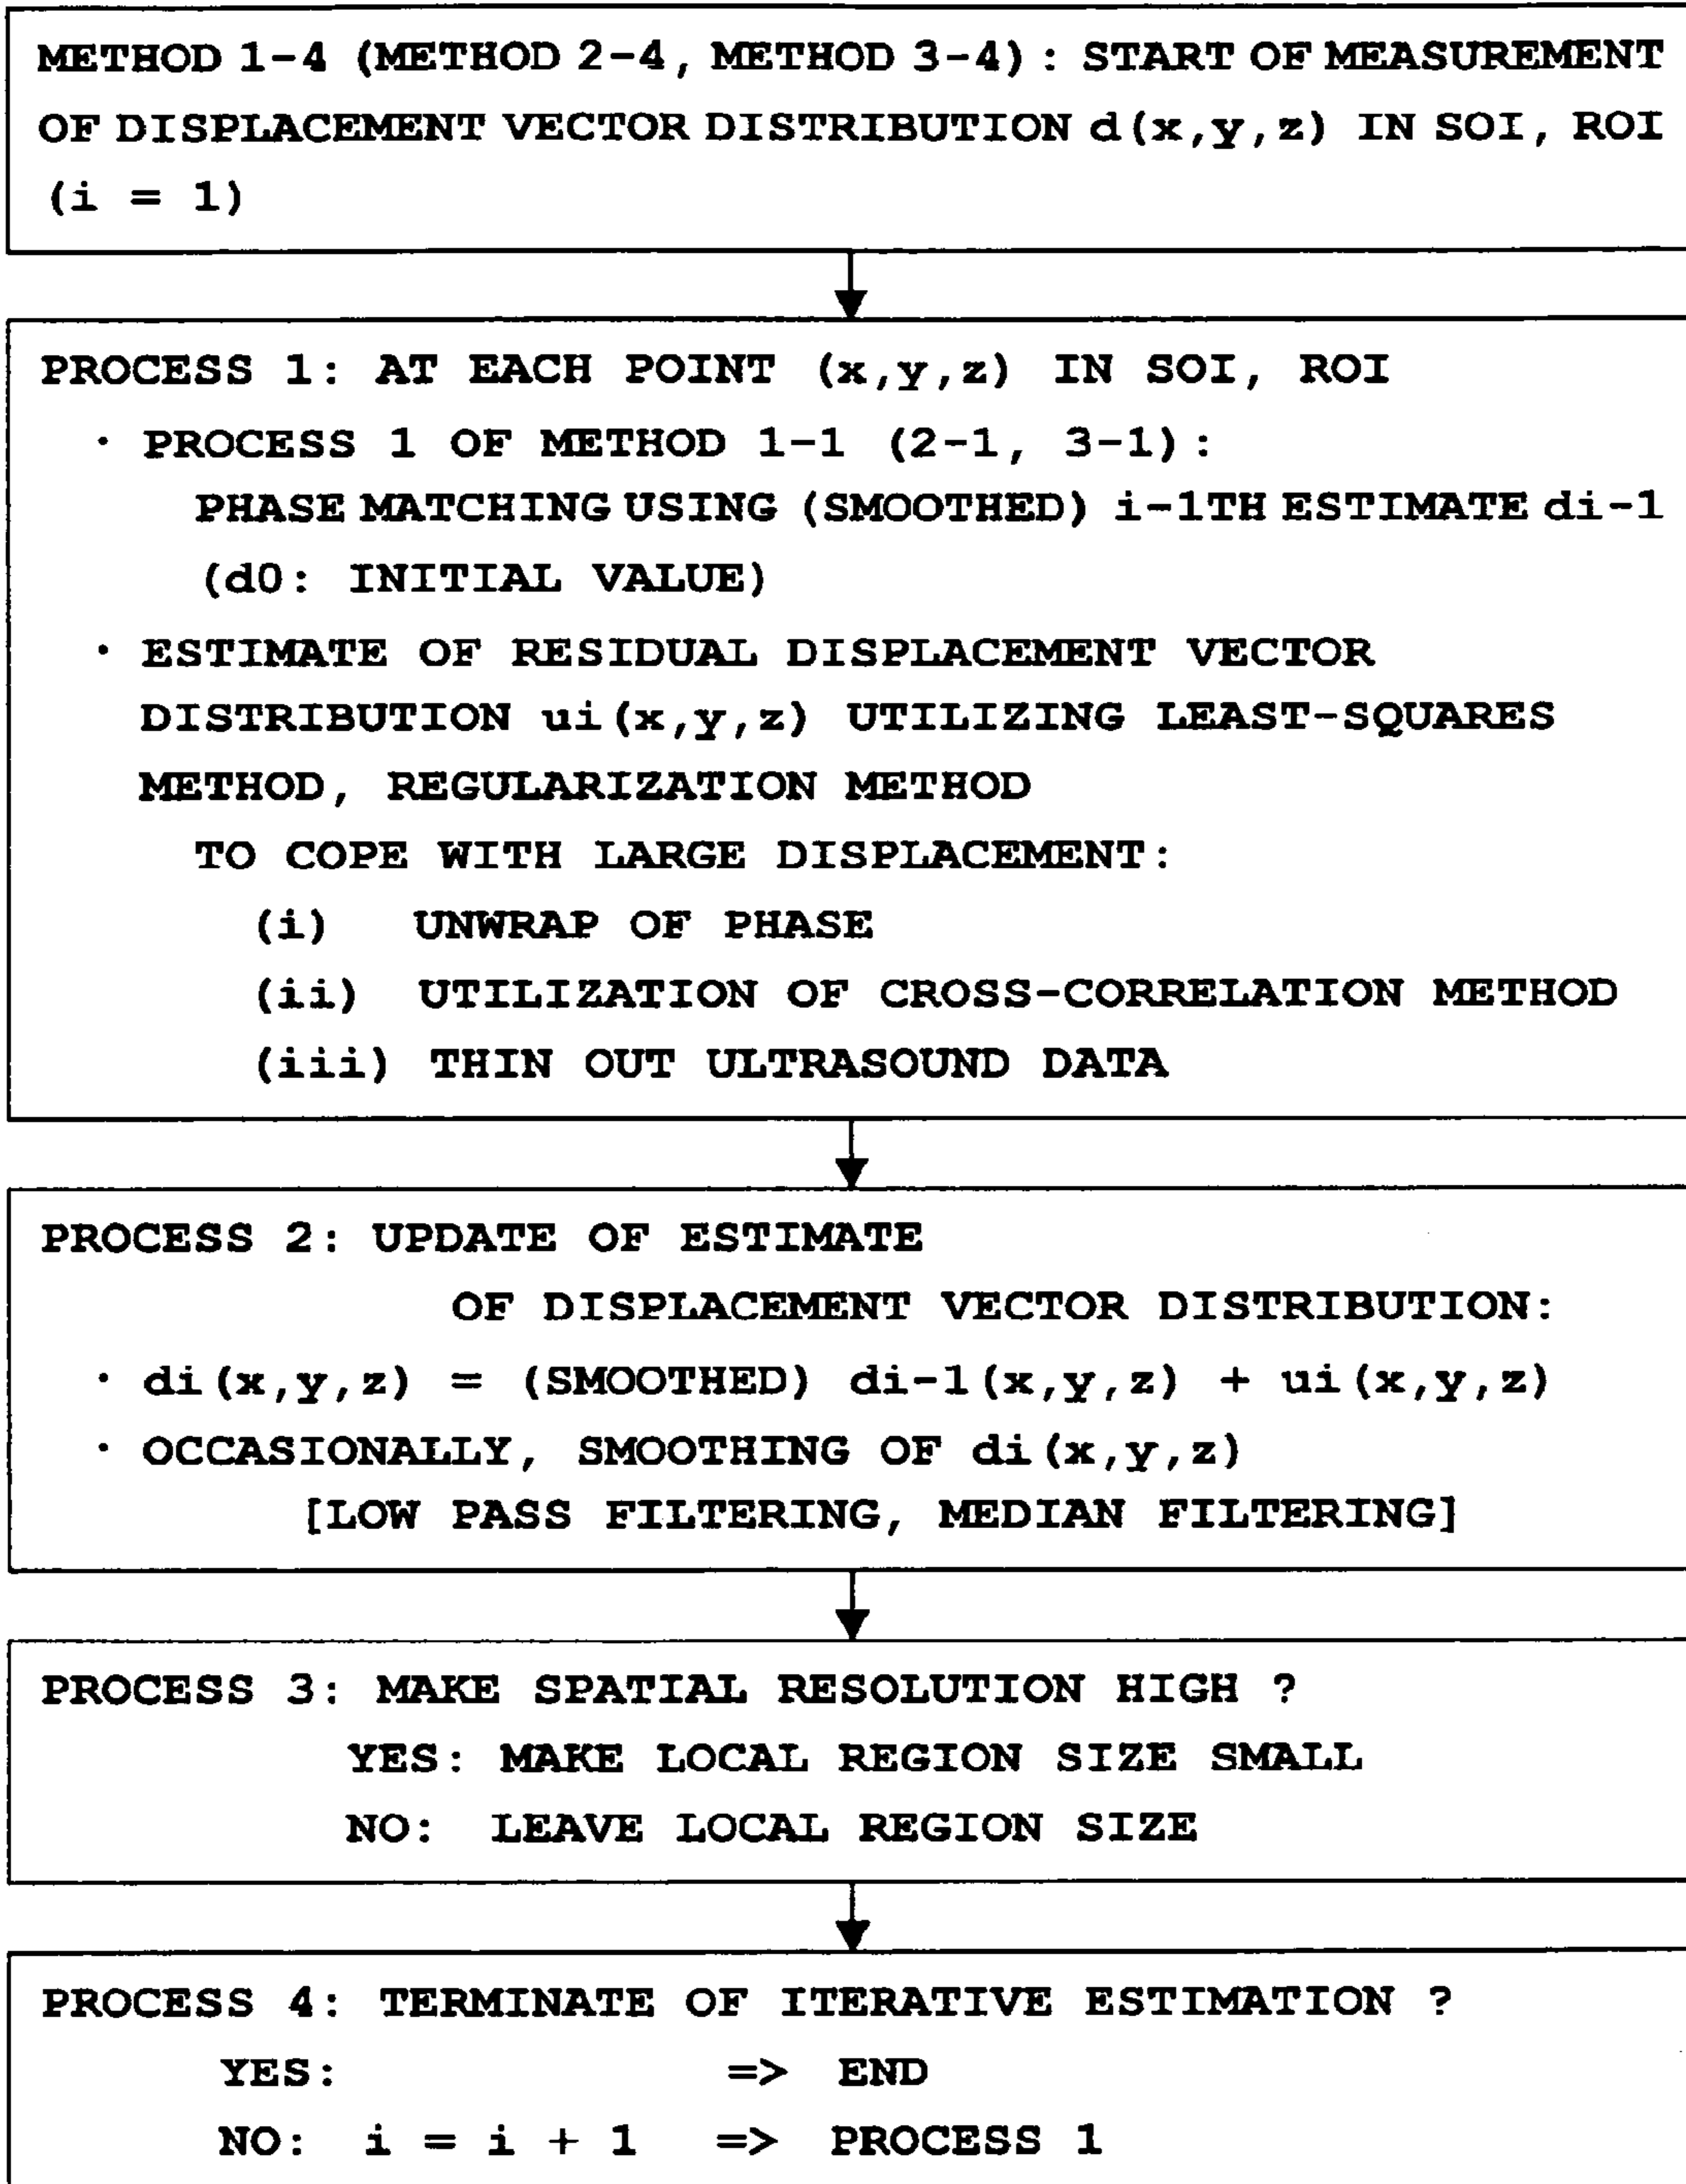 METHOD 1-4 (METHOD 2-4, METHOD 3-4) : START OF MEASUREMENT
OF DISPLACEMENT VECTOR DISTRIBUTION d(x,y,z) IN SOI, ROI
(i = 1)
PROCESS 1: AT EACH POINT (x,y,z) IN SOI, ROI
· PROCESS 1 OF METHOD 1-1 (2-1, 3-1):
PHASE MATCHING USING (SMOOTHED) i-1TH ESTIMATE di-1
(d0: INITIAL VALUE)
· ESTIMATE OF RESIDUAL DISPLACEMENT VECTOR
DISTRIBUTION ui(x,y,z) UTILIZING LEAST-SQUARES
METHOD, REGULARIZATION METHOD
TO COPE WITH LARGE DISPLACEMENT:
(i) UNWRAP OF PHASE
(ii) UTILIZATION OF CROSS-CORRELATION METHOD
(iii) THIN OUT ULTRASOUND DATA
PROCESS 2: UPDATE OF ESTIMATE
OF DISPLACEMENT VECTOR DISTRIBUTION:
· di(x,y,z) = (SMOOTHED) di-1(x,y,z) + ui(x,y,z)
· OCCASIONALLY, SMOOTHING OF di(x,y,z)
[LOW PASS FILTERING, MEDIAN FILTERING]
PROCESS 3: MAKE SPATIAL RESOLUTION HIGH ?
YES: MAKE LOCAL REGION SIZE SMALL
NO: LEAVE LOCAL REGION SIZE
PROCESS 4: TERMINATE OF ITERATIVE ESTIMATION ?
YES: => END
NO: i = i + 1 => PROCESS 1